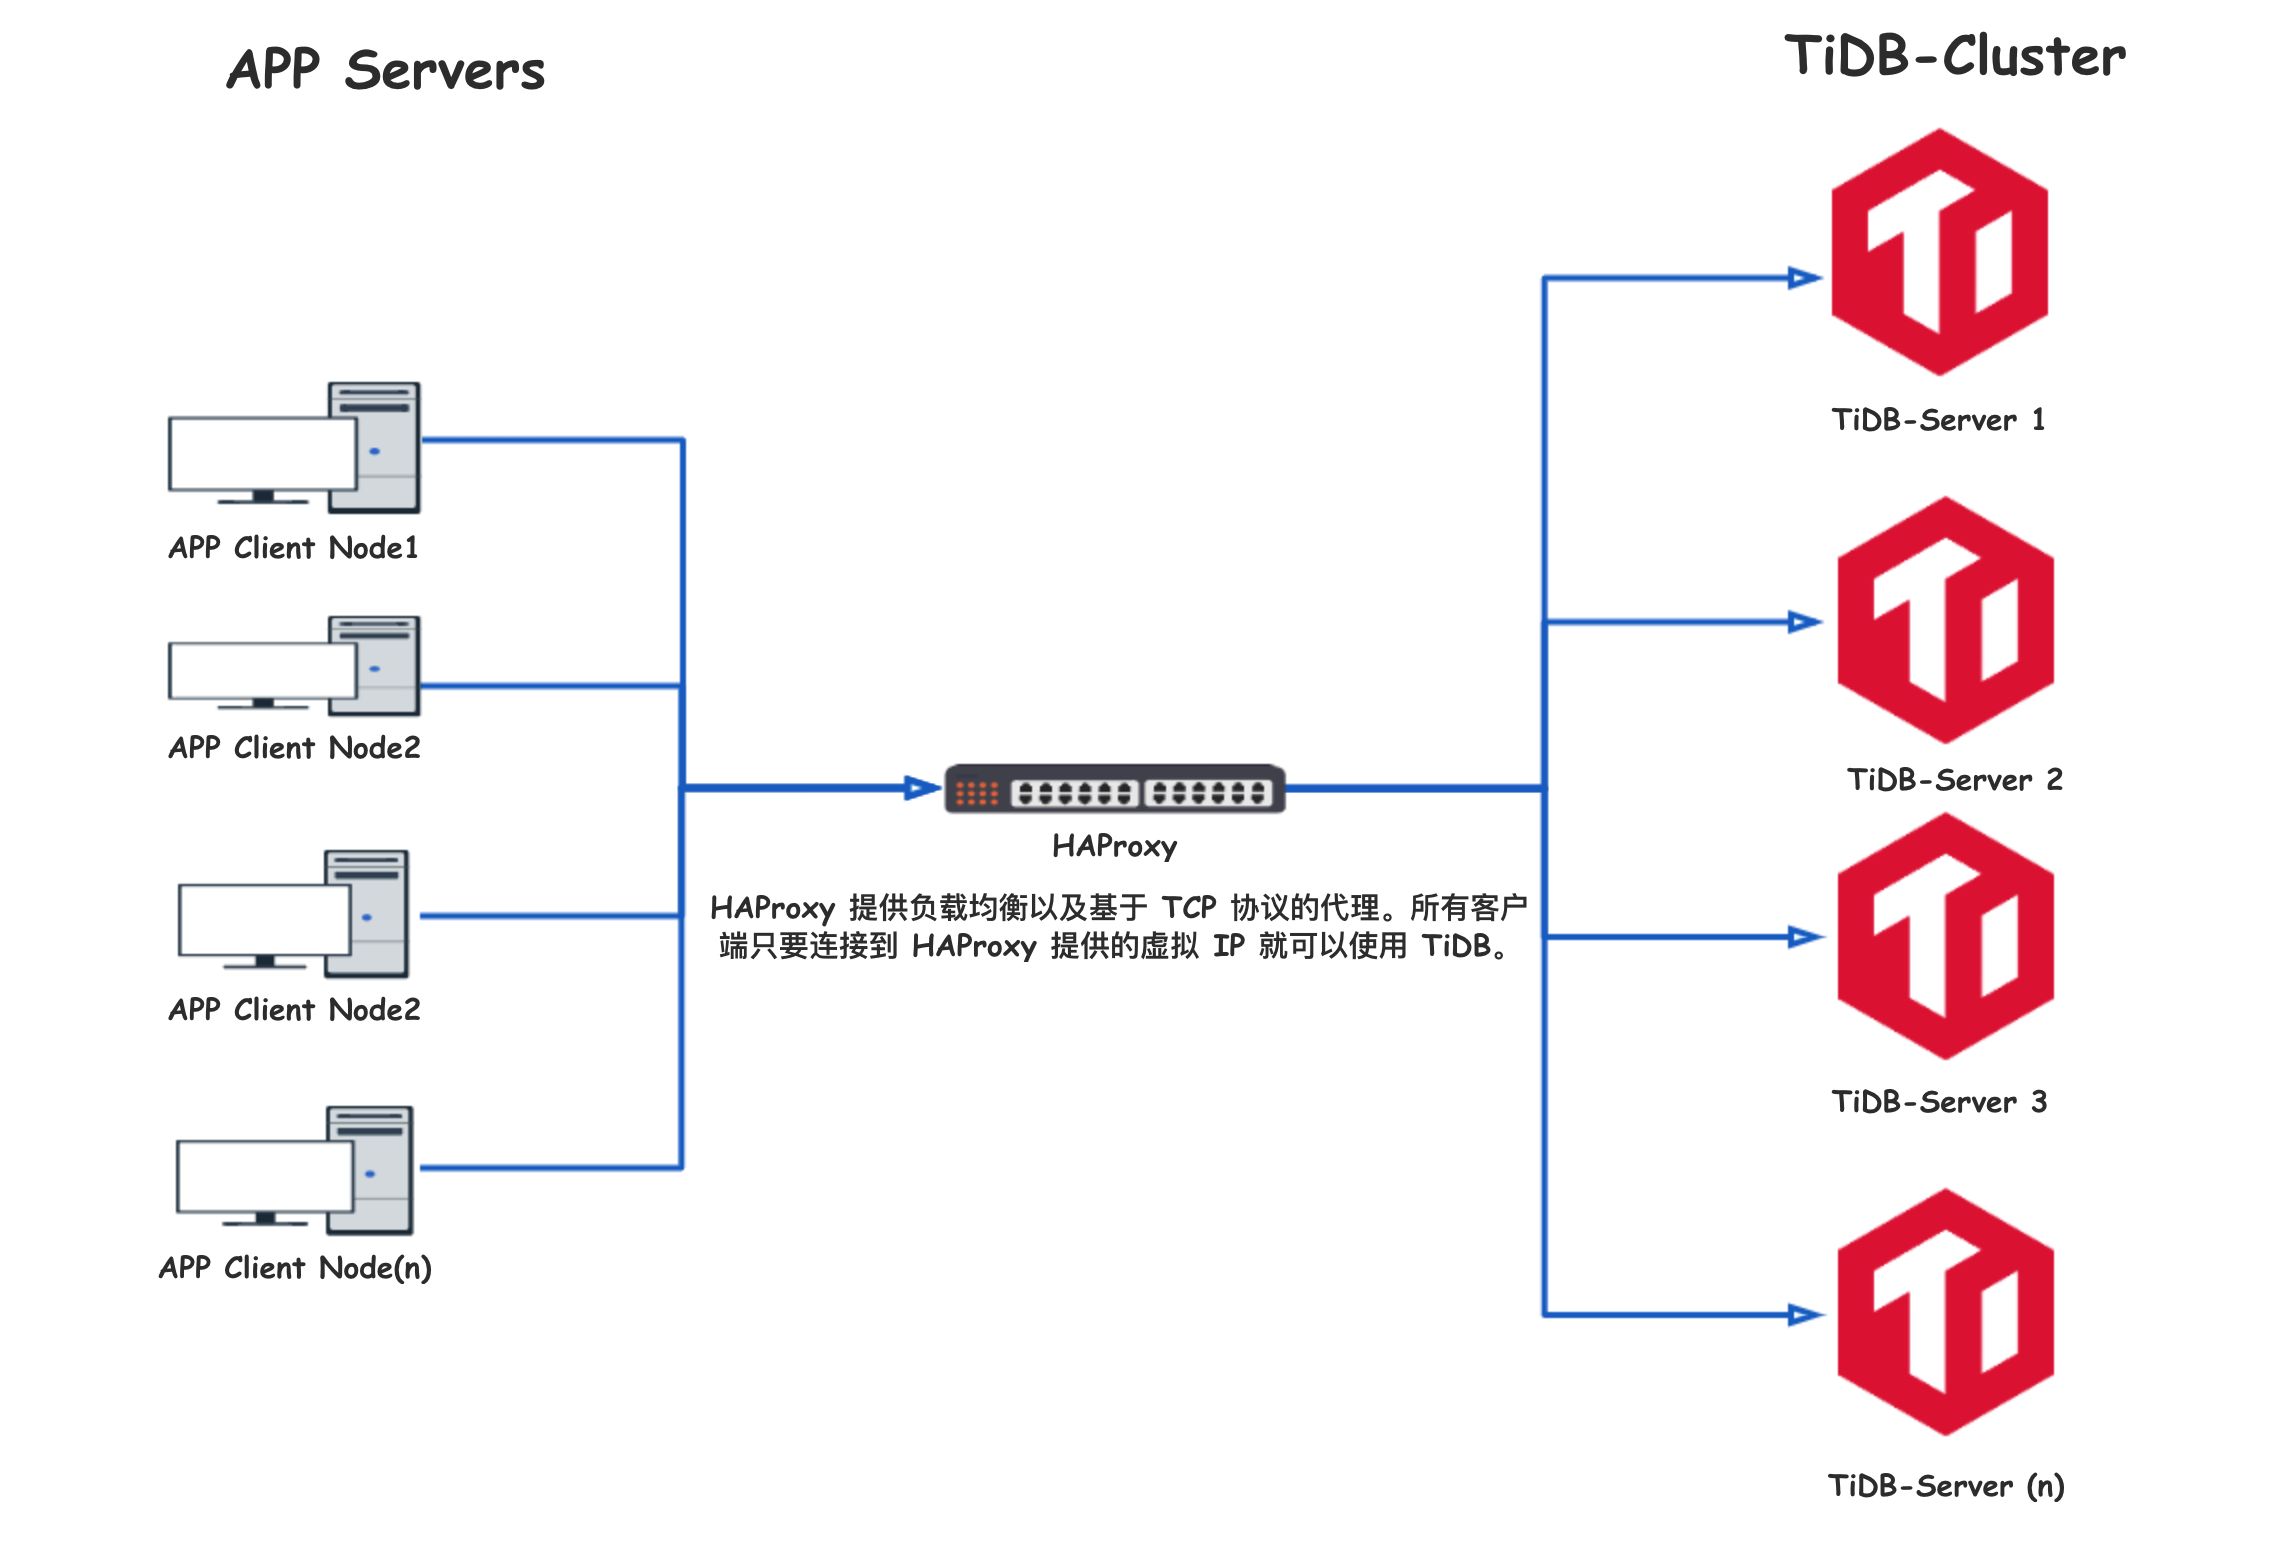 APP Servers
APP Client Node1
APP Client Node2
APP Client Node2
APP Client Node(n)
HAProxy
HAProxy 提供负载均衡以及基于 TCP 协议的代理。所有客户
端只要连接到 HAProxy 提供的虚拟 IP 就可以使用 TiDB。
TiDB-Cluster
TiDB-Server 1
TiDB-Server 2
TiDB-Server 3
TiDB-Server (n)